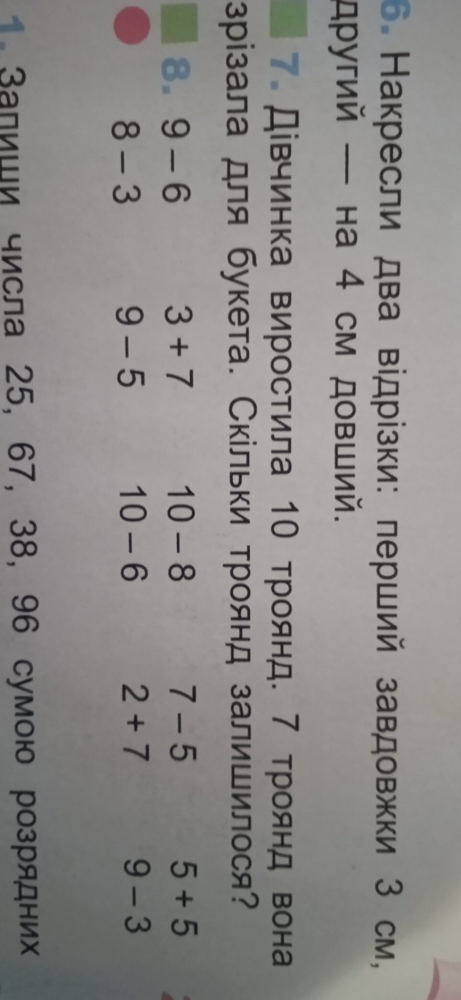 6. Накресли два відрізки: перший завдовжки 3 см,
другий — на 4 см довший.
7. Дівчинка виростила 10 троянд. 7 троянд вона
зрізала для букета. Скільки троянд залишилося?
8. 9 – 6 3 + 7 10 – 8 7 – 5 5 + 5
8 – 3 9 – 5 10 – 6 2 + 7 9 – 3
1. Запиши числа 25, 67, 38, 96 сумою розрядних